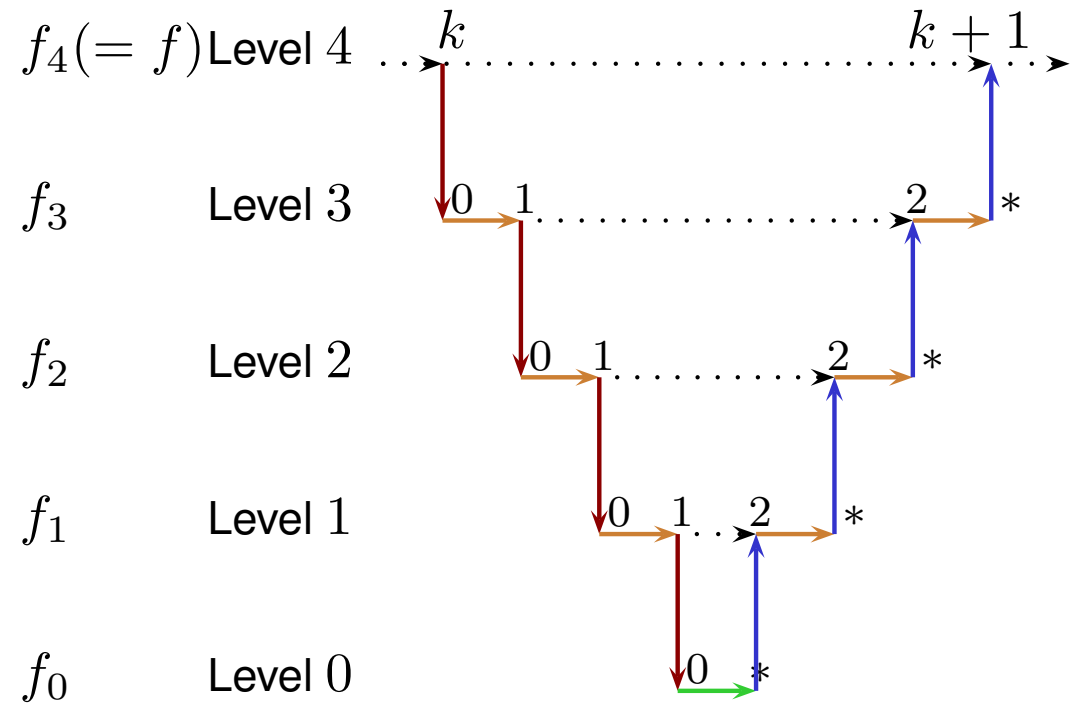 f₄(= f) Level 4 k k + 1
f₃ Level 3 0 1 2 *
f₂ Level 2 0 1 2 *
f₁ Level 1 0 1 2 *
f₀ Level 0 0 *